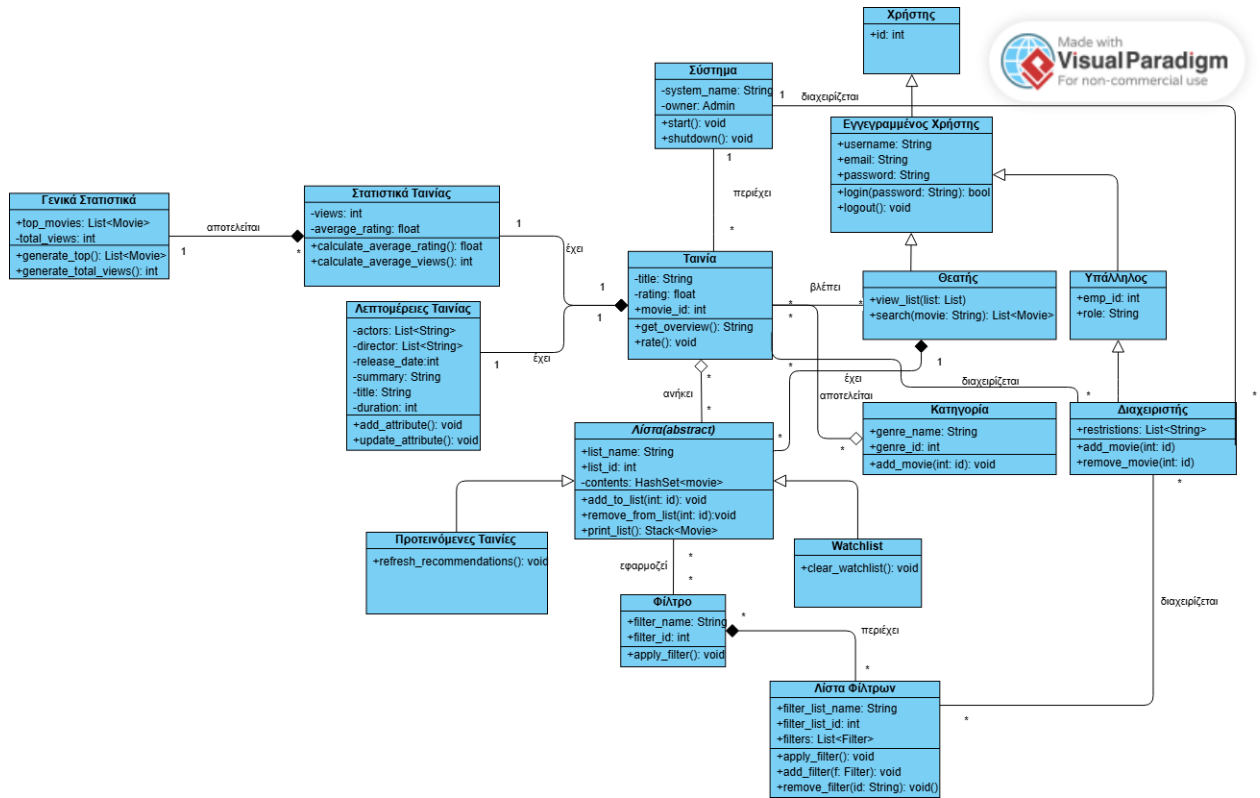 Χρήστης
+id: int
Made with
Visual Paradigm
For non-commercial use
Σύστημα
-system_name: String
-owner: Admin
+start(): void
+shutdown(): void
1
διαχειρίζεται
*
1
περιέχει
*
Εγγεγραμμένος Χρήστης
+username: String
+email: String
+password: String
+login(password: String): bool
+logout(): void
Γενικά Στατιστικά
+top_movies: List<Movie>
-total_views: int
+generate_top(): List<Movie>
+generate_total_views(): int
αποτελείται
1
*
Στατιστικά Ταινίας
-views: int
-average_rating: float
+calculate_average_rating(): float
+calculate_average_views(): int
1
έχει
1
Λεπτομέρειες Ταινίας
-actors: List<String>
-director: List<String>
-release_date:int
-summary: String
-title: String
-duration: int
+add_attribute(): void
+update_attribute(): void
1
έχει
1
Ταινία
-title: String
-rating: float
+movie_id: int
+get_overview(): String
+rate(): void
βλέπει
*
*
*
Θεατής
+view_list(list: List)
+search(movie: String): List<Movie>
Υπάλληλος
+emp_id: int
+role: String
*
ανήκει
*
*
έχει
αποτελείται
*
1
*
διαχειρίζεται
*
Κατηγορία
+genre_name: String
+genre_id: int
+add_movie(int: id): void
*
Διαχειριστής
+restristions: List<String>
+add_movie(int: id)
+remove_movie(int: id)
*
Λίστα(abstract)
+list_name: String
+list_id: int
-contents: HashSet<movie>
+add_to_list(int: id): void
+remove_from_list(int: id):void
+print_list(): Stack<Movie>
Προτεινόμενες Ταινίες
+refresh_recommendations(): void
Watchlist
+clear_watchlist(): void
*
εφαρμοζεί
*
Φίλτρο
+filter_name: String
+filter_id: int
+apply_filter(): void
*
περιέχει
*
διαχειρίζεται
*
Λίστα Φίλτρων
+filter_list_name: String
+filter_list_id: int
+filters: List<Filter>
+apply_filter(): void
+add_filter(f: Filter): void
+remove_filter(id: String): void()